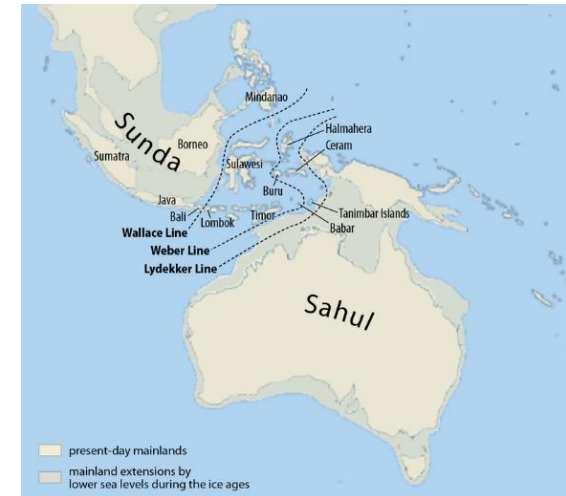 Mindanao
Sunda
Halmahera
Ceram
Borneo
Sumatra
Sulawesi
Buru
Java
Bali
Lombok
Timor
Tanimbar Islands
Babar
Wallace Line
Weber Line
Lydekker Line
Sahul
present-day mainlands
mainland extensions by
lower sea levels during the ice ages